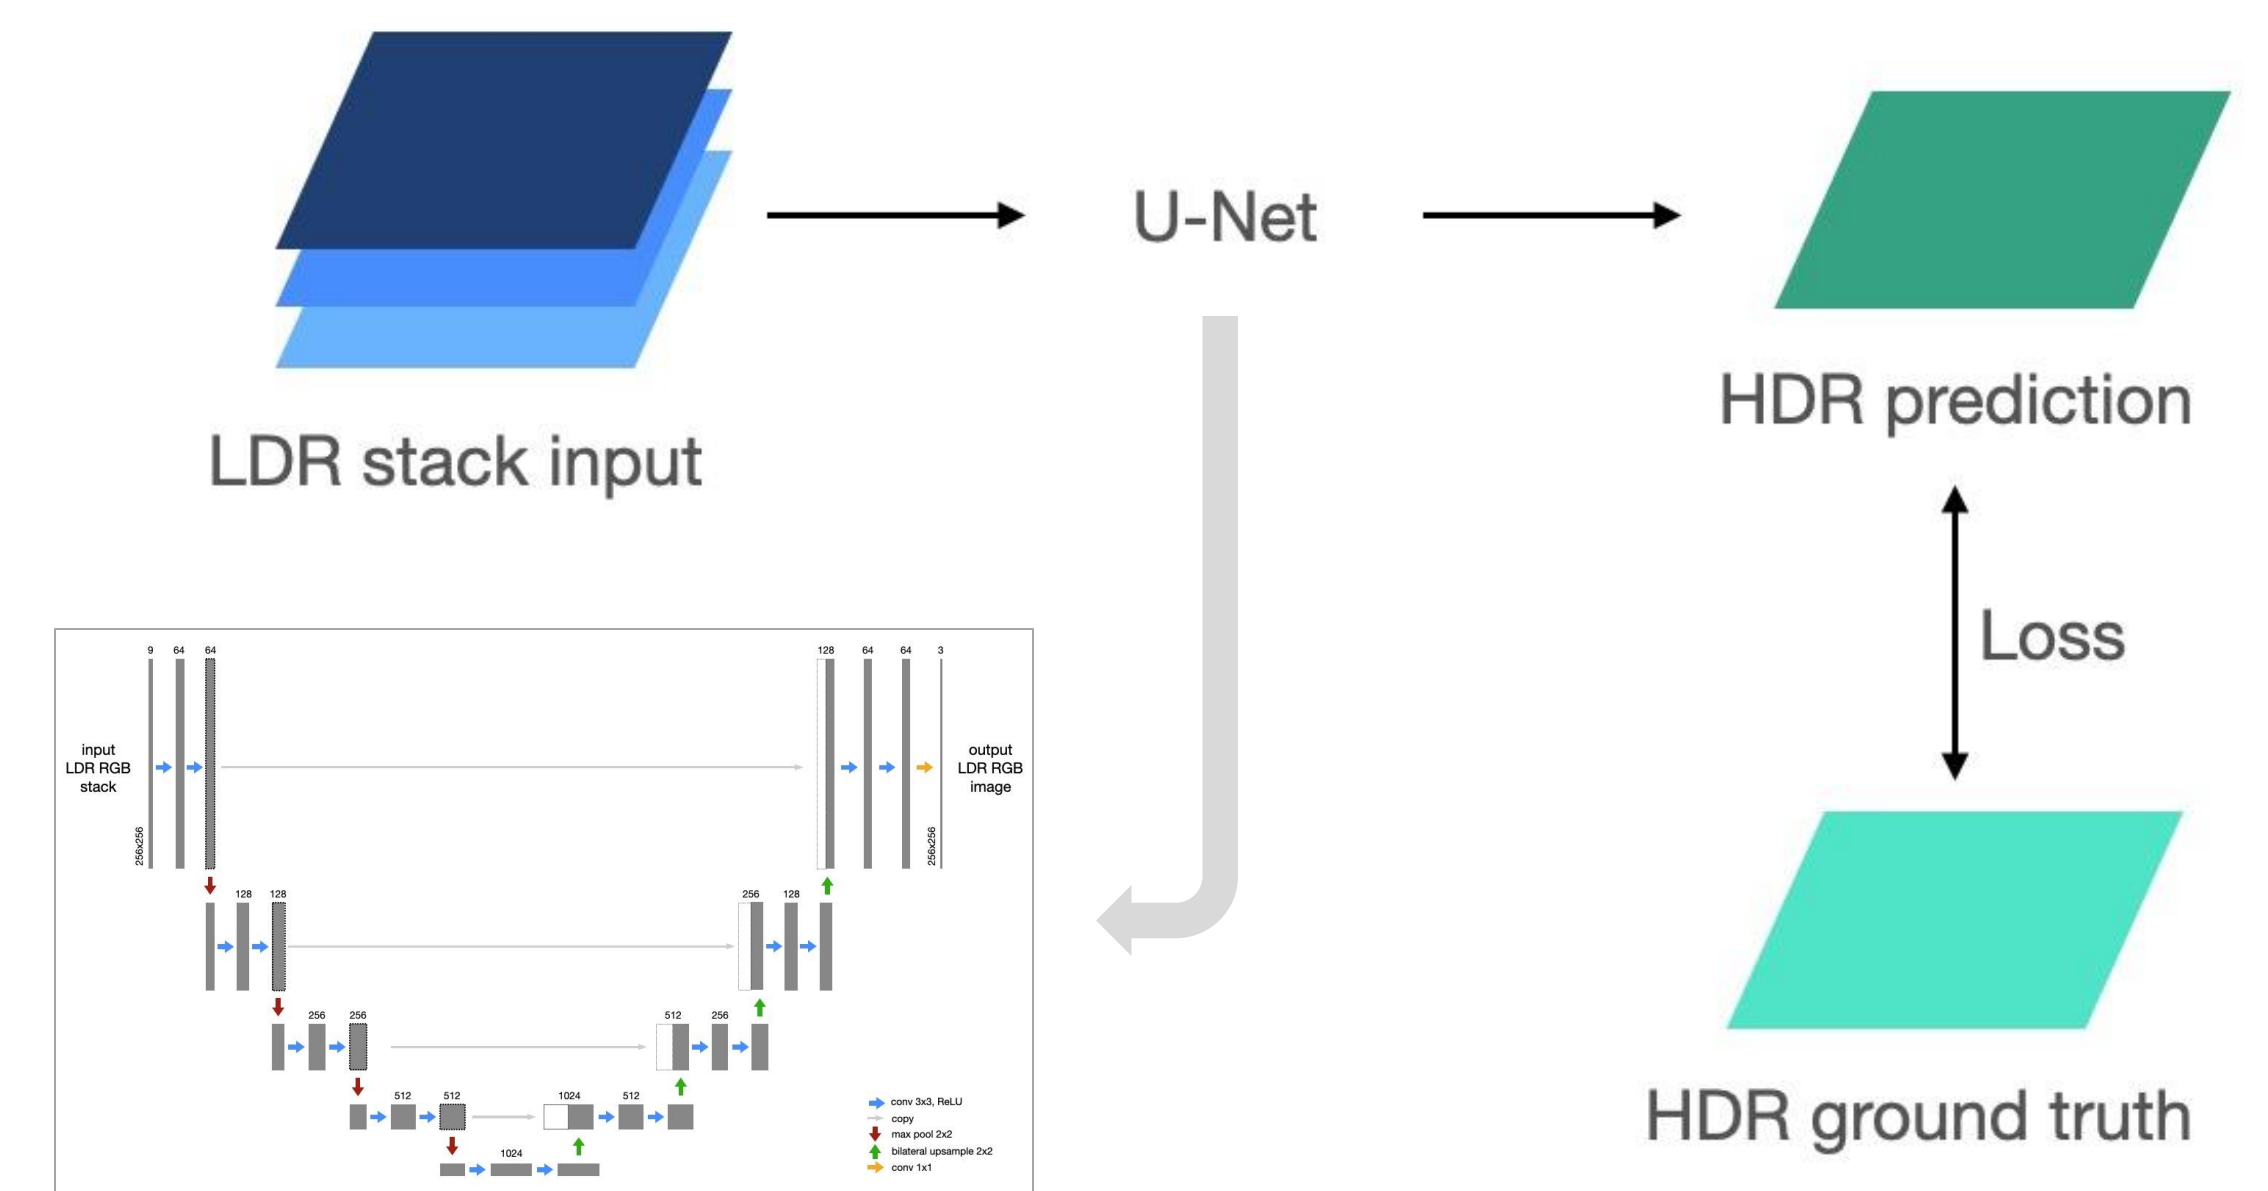 LDR stack input
U-Net
HDR prediction
Loss
HDR ground truth
9 64 64
128 64 64 3
input
LDR RGB
stack
256x256
output
LDR RGB
image
256x256
128 128
256 128
256 256
512 256
512 512
1024 512
1024
conv 3x3, ReLU
copy
max pool 2x2
bilateral upsample 2x2
conv 1x1